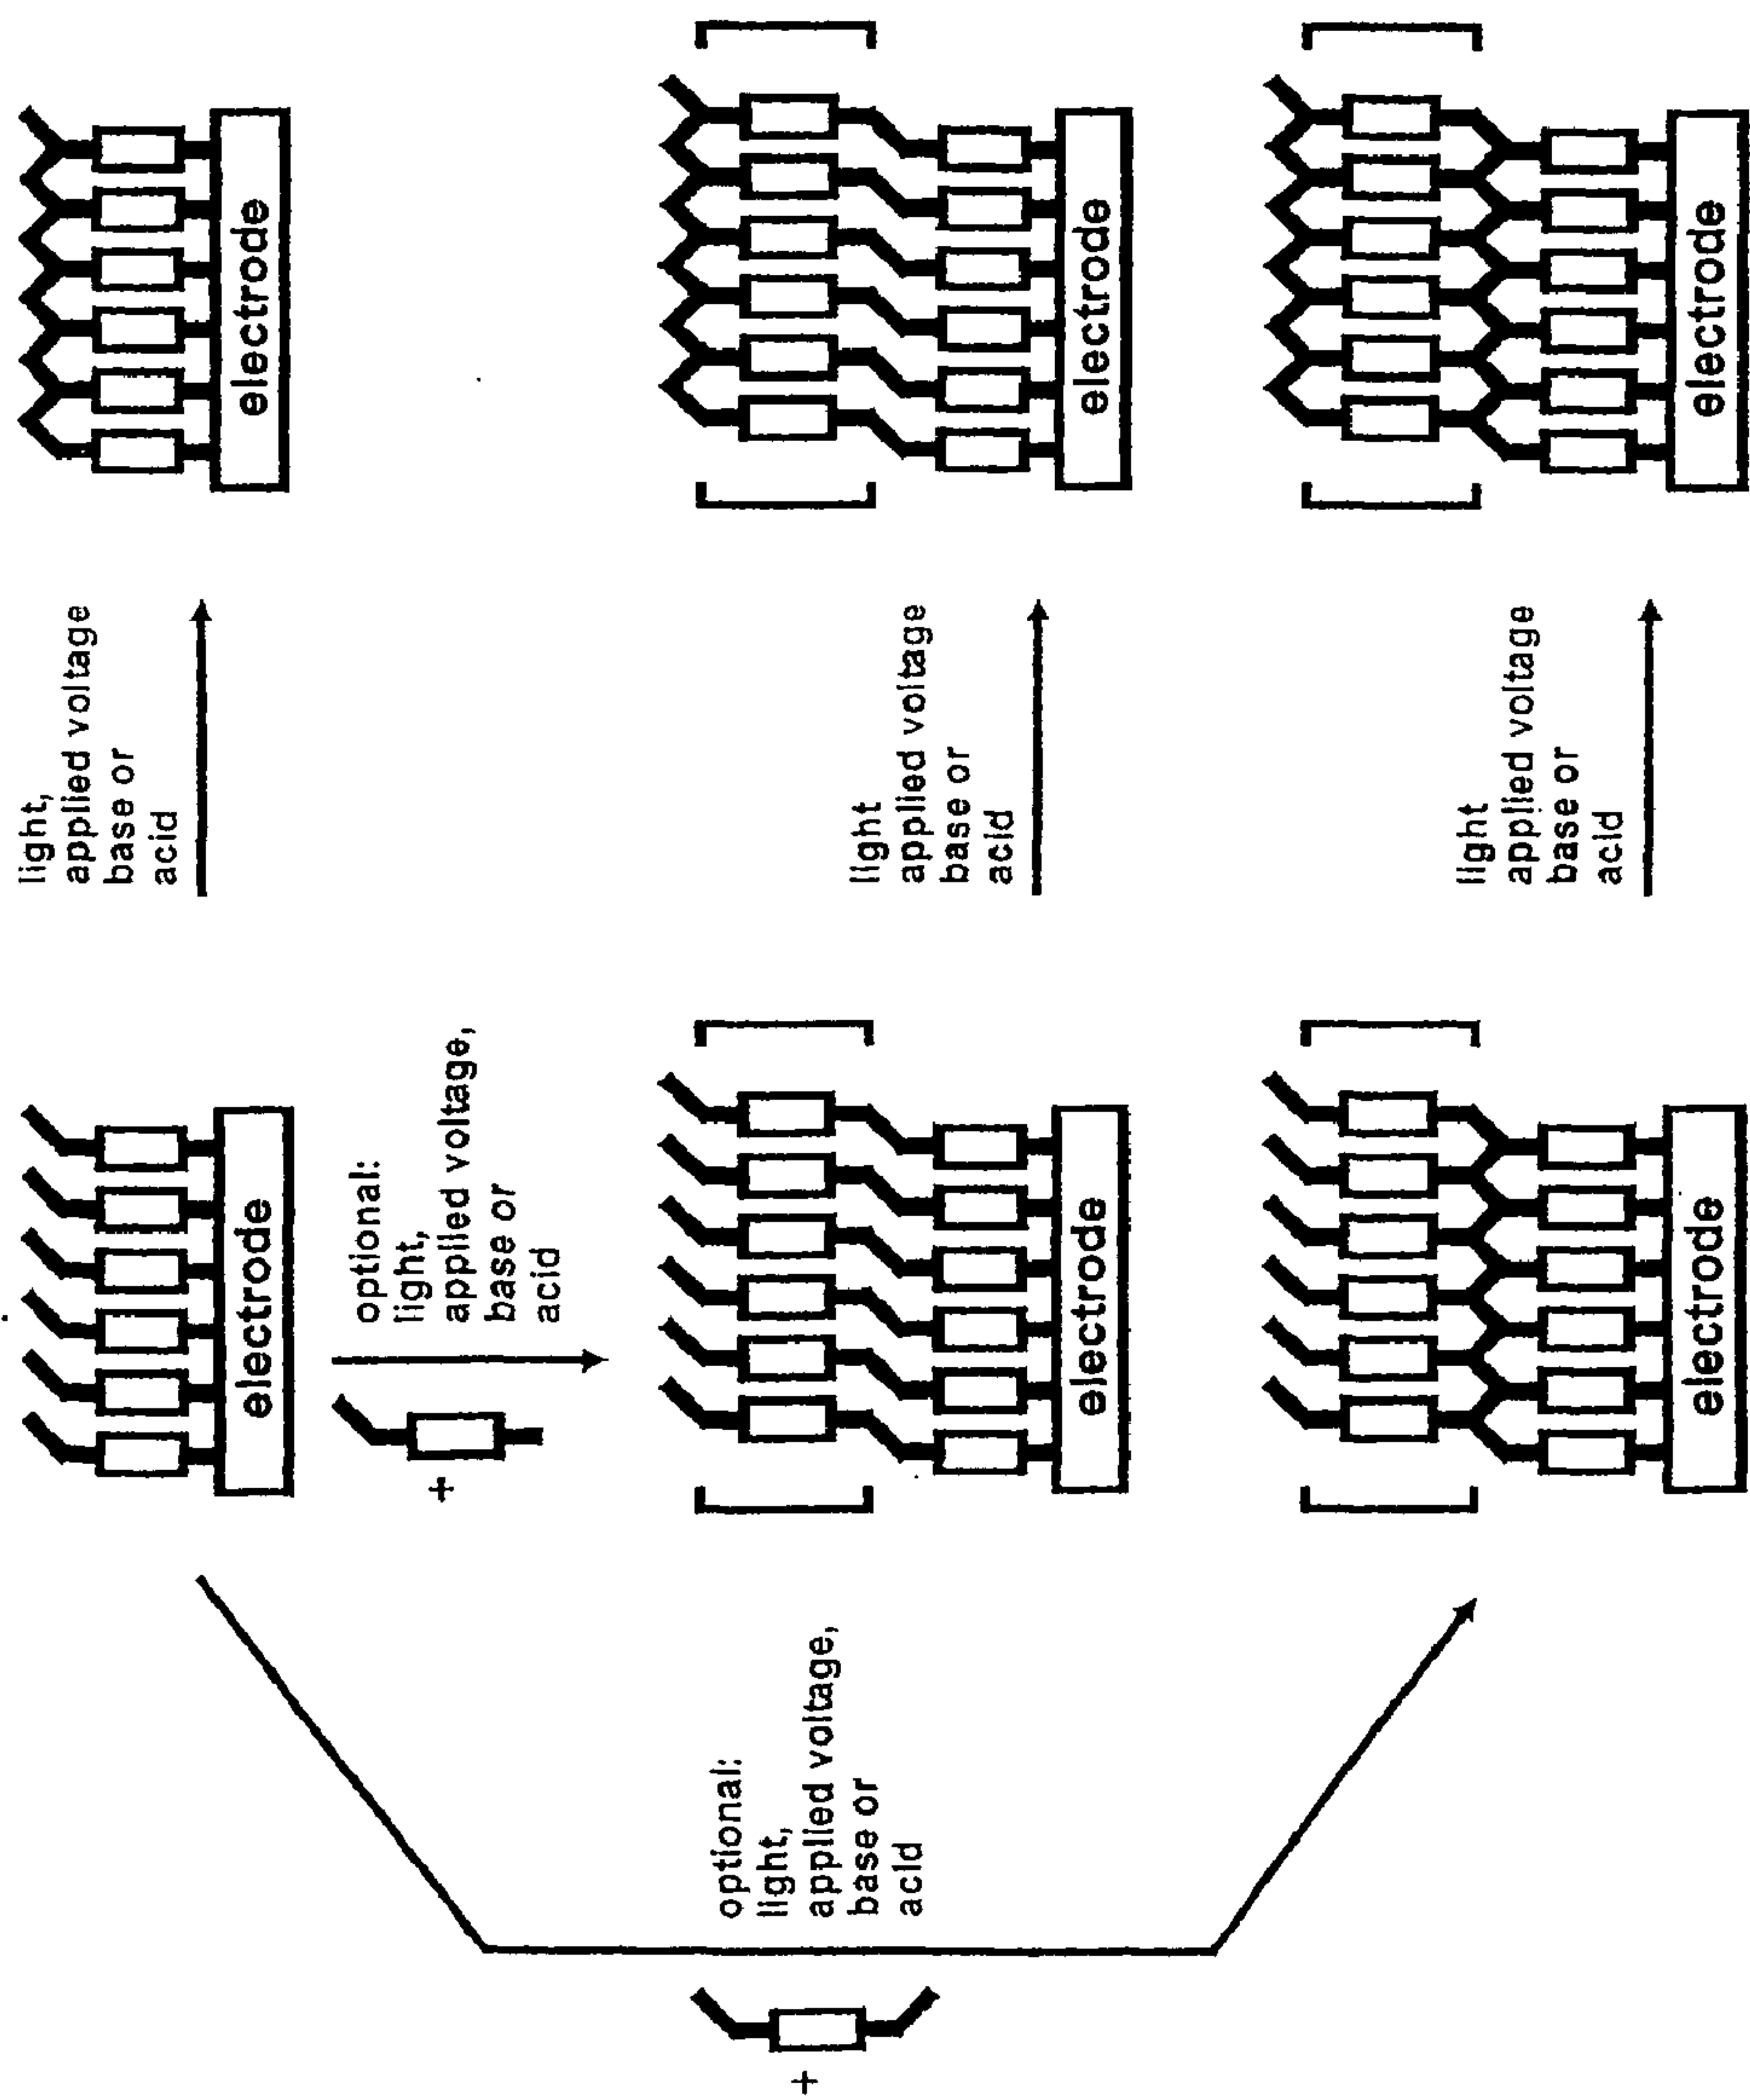 light,
applied voltage
base or
acid
electrode
electrode
optional:
light,
applied voltage,
base or
acid
+
optional:
light,
applied voltage,
base or
acid
+
light
applied voltage
base or
acid
electrode
electrode
light
applied voltage
base or
acid
electrode
electrode